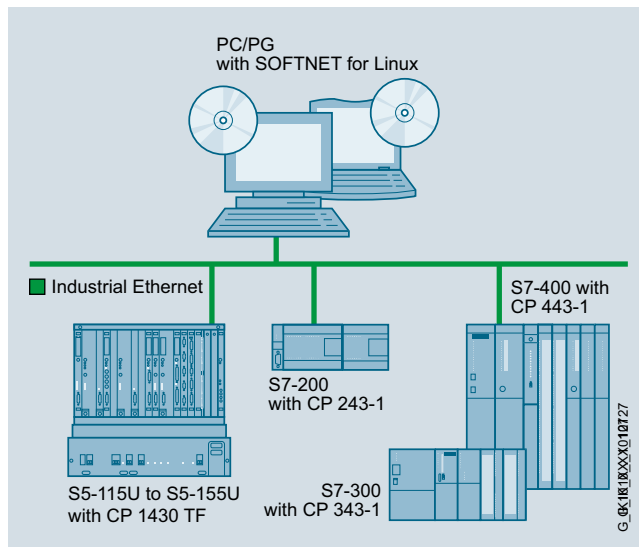 PC/PG
with SOFTNET for Linux
Industrial Ethernet
S7-400 with
CP 443-1
S7-200
with CP 243-1
S5-115U to S5-155U
with CP 1430 TF
S7-300
with CP 343-1